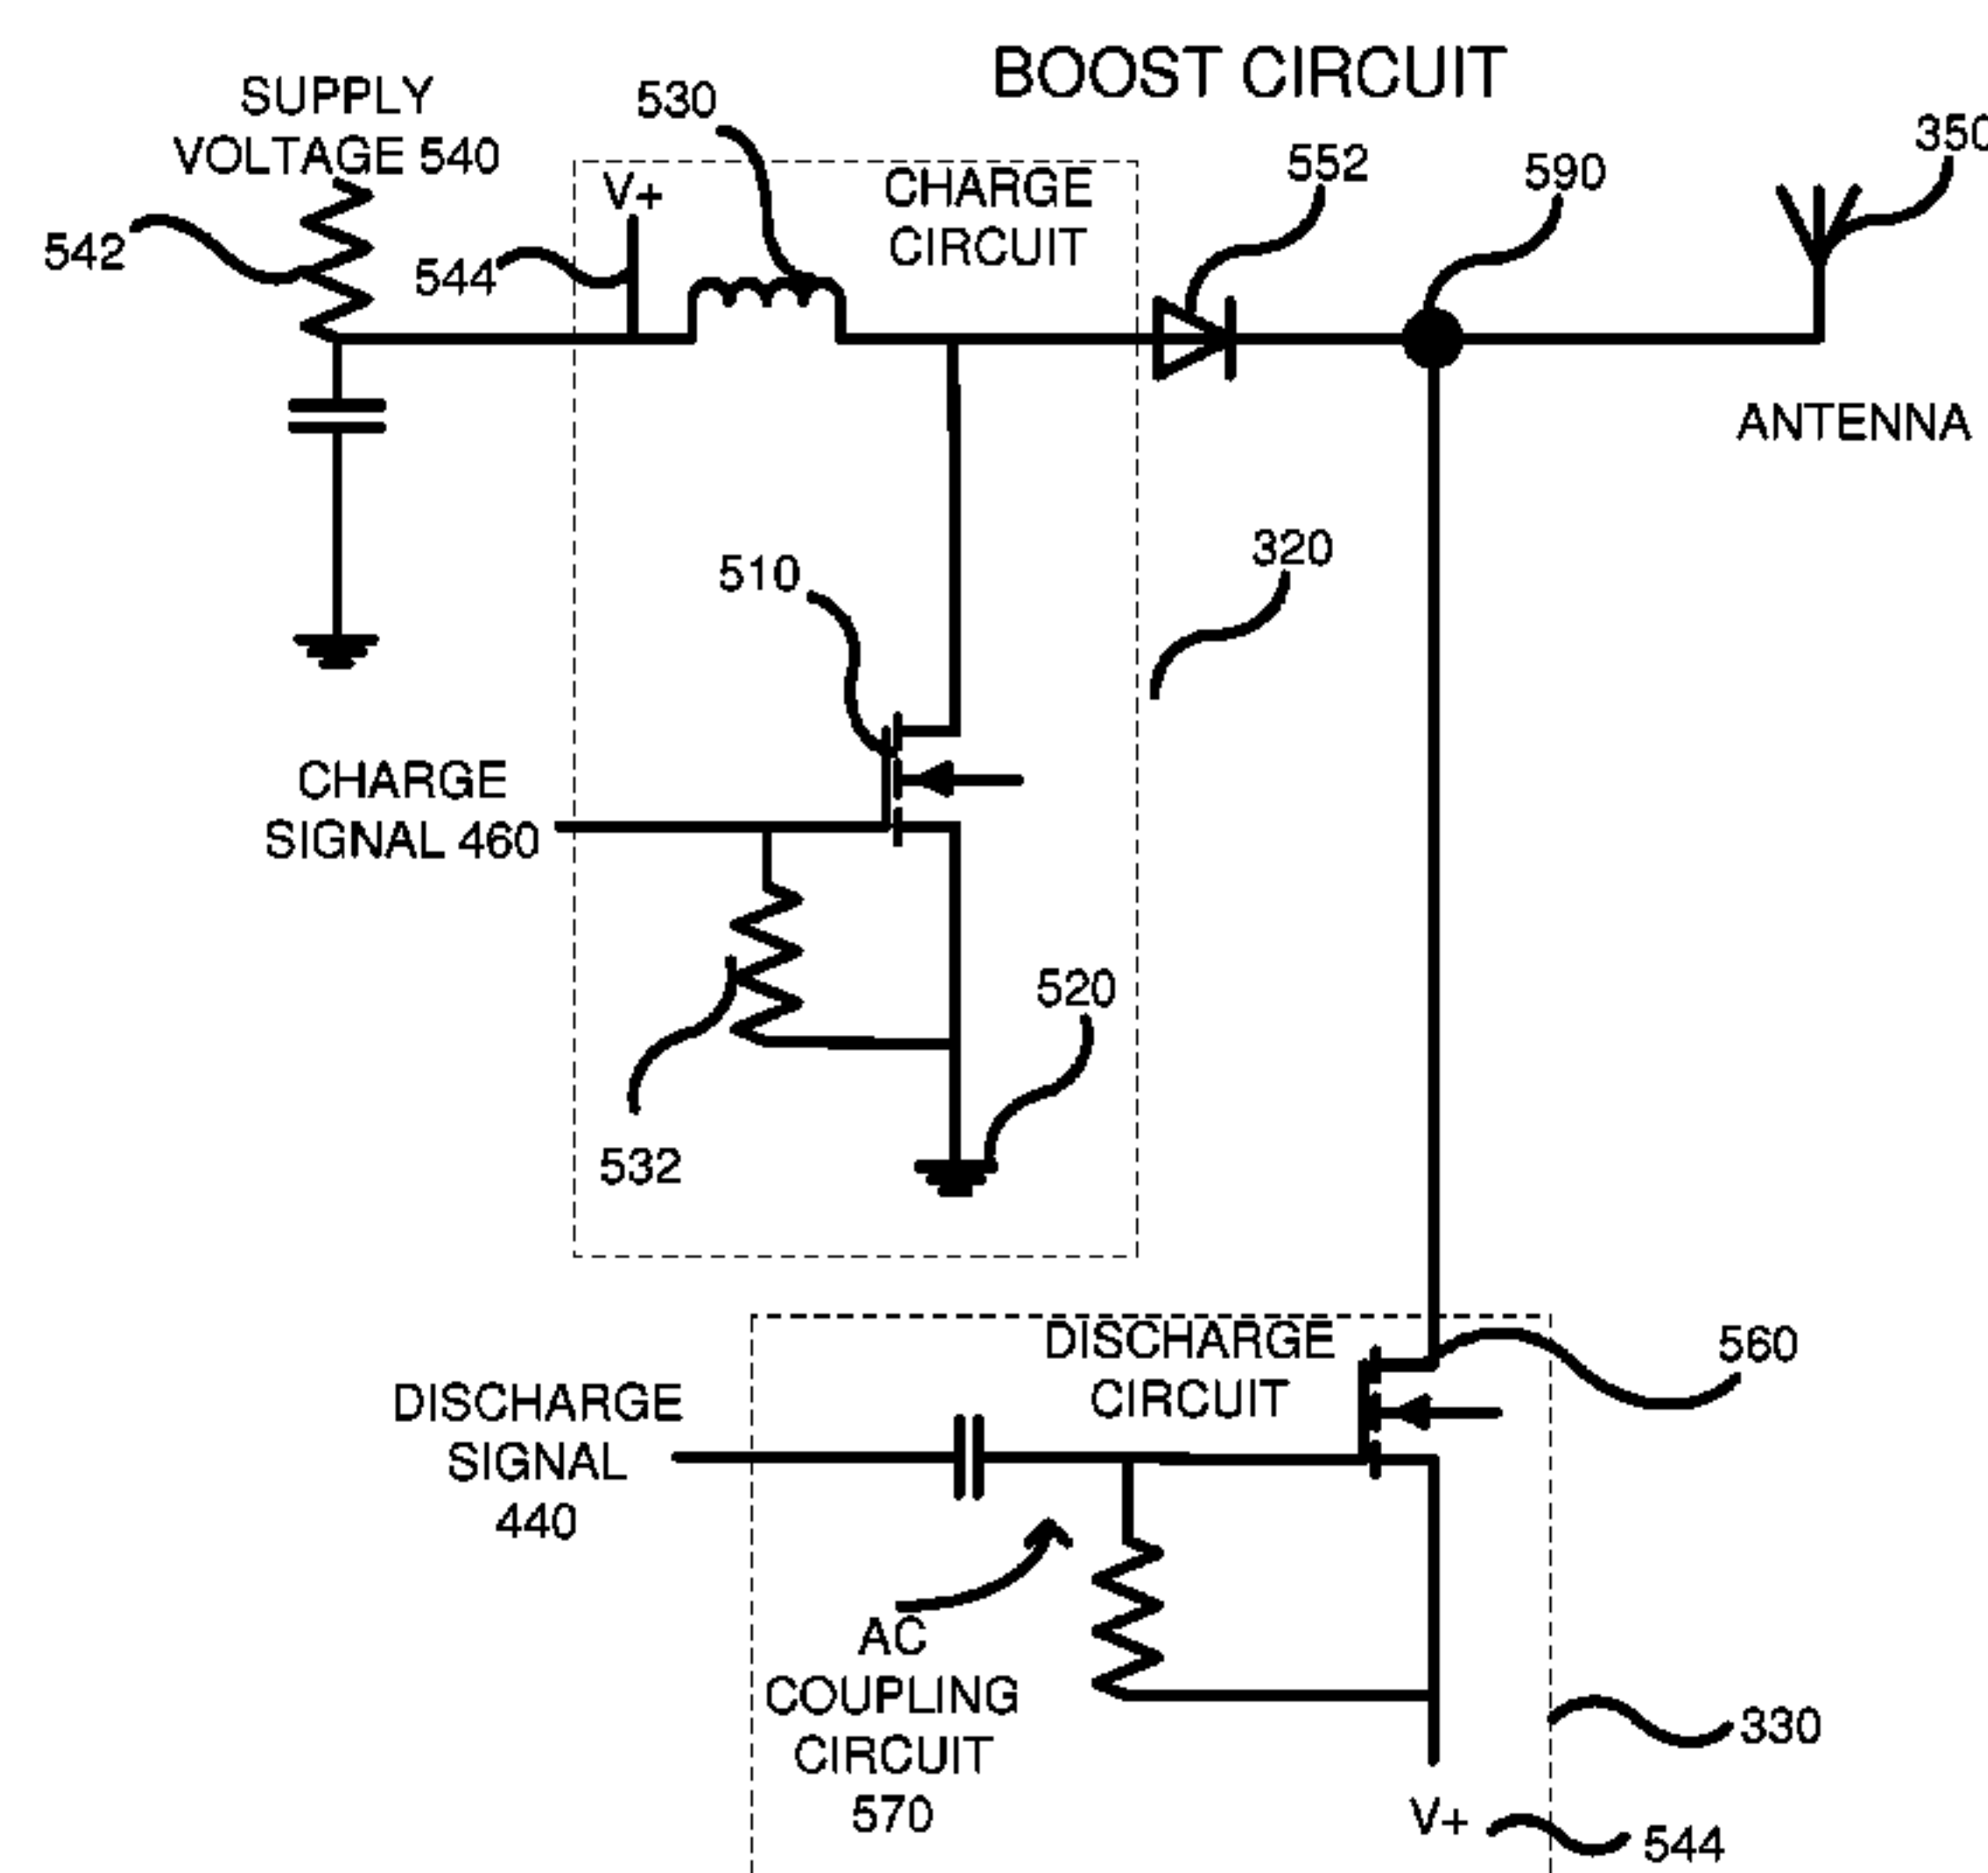 BOOST CIRCUIT
SUPPLY
VOLTAGE 540
530
V+
CHARGE
CIRCUIT
552
590
350
542
544
ANTENNA
510
320
CHARGE
SIGNAL 460
520
532
DISCHARGE
CIRCUIT
560
DISCHARGE
SIGNAL
440
AC
COUPLING
CIRCUIT
570
330
V+
544